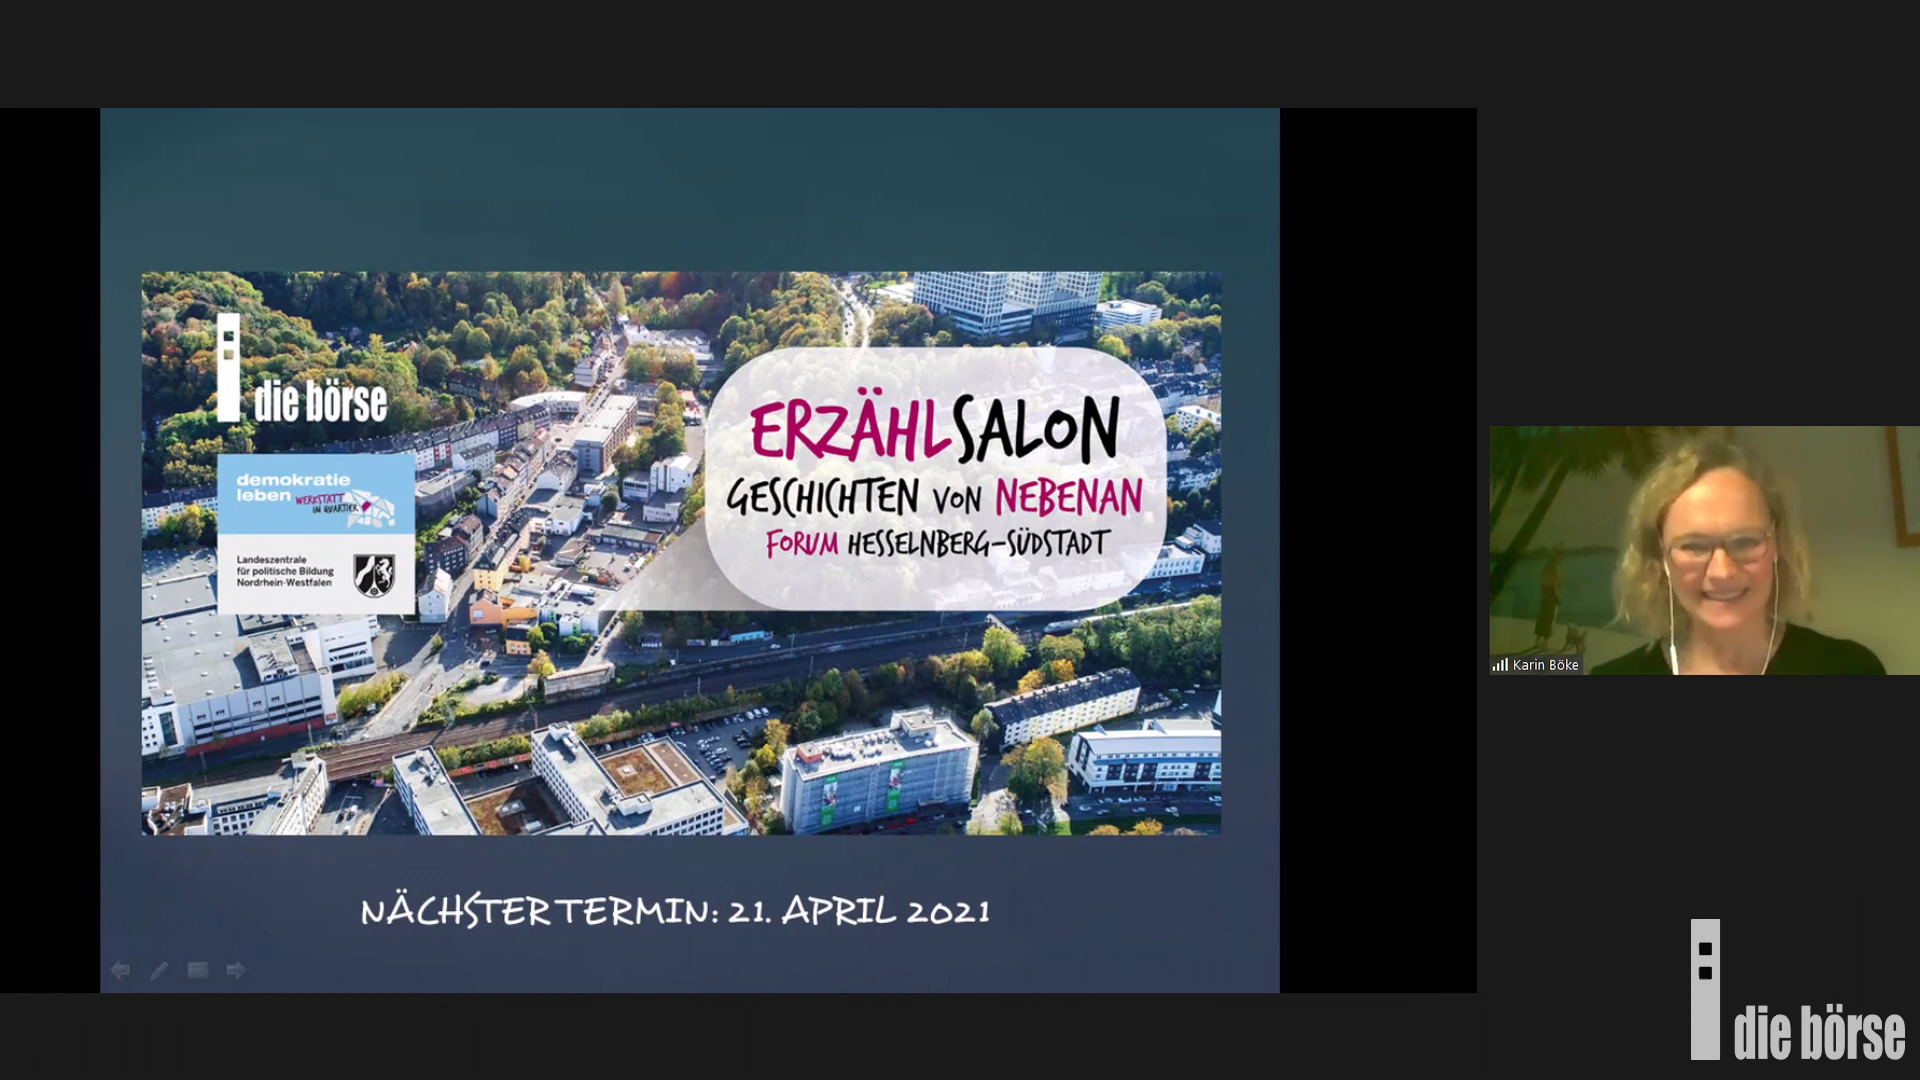 die börse
demokratie
leben WERKSTATT
IM QUARTIER
Landeszentrale
für politische Bildung
Nordrhein-Westfalen
ERZÄHLSALON
GESCHICHTEN VON NEBENAN
FORUM HESSELNBERG-SÜDSTADT
NÄCHSTER TERMIN: 21. APRIL 2021
Karin Böke
die börse